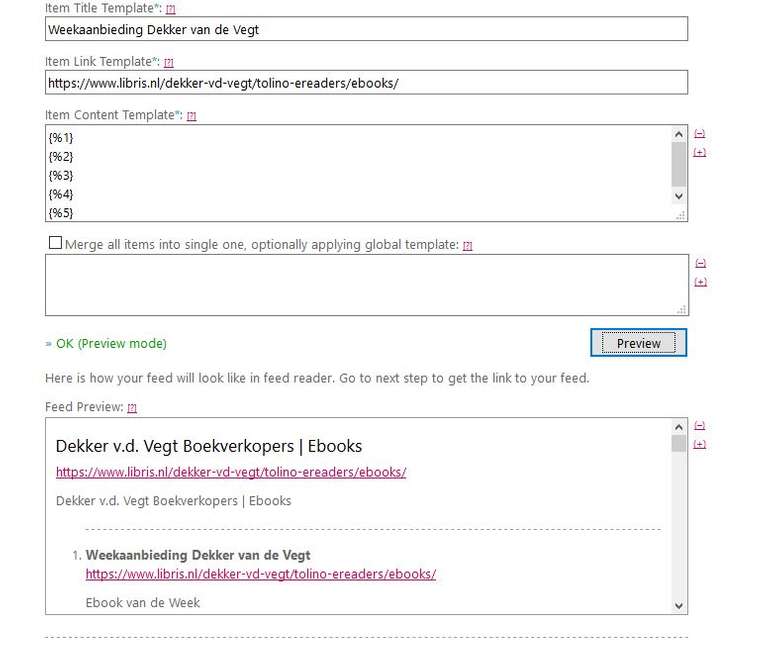 Item Title Template*: [?]
Weekaanbieding Dekker van de Vegt
Item Link Template*: [?]
https://www.libris.nl/dekker-vd-vegt/tolino-ereaders/ebooks/
Item Content Template*: [?]
{%1}
{%2}
{%3}
{%4}
{%5}
(-)
(+)
Merge all items into single one, optionally applying global template: [?]
(-)
(+)
» OK (Preview mode)
Preview
Here is how your feed will look like in feed reader. Go to next step to get the link to your feed.
Feed Preview: [?]
(-)
(+)
Dekker v.d. Vegt Boekverkopers | Ebooks
https://www.libris.nl/dekker-vd-vegt/tolino-ereaders/ebooks/
Dekker v.d. Vegt Boekverkopers | Ebooks
1. Weekaanbieding Dekker van de Vegt
https://www.libris.nl/dekker-vd-vegt/tolino-ereaders/ebooks/
Ebook van de Week